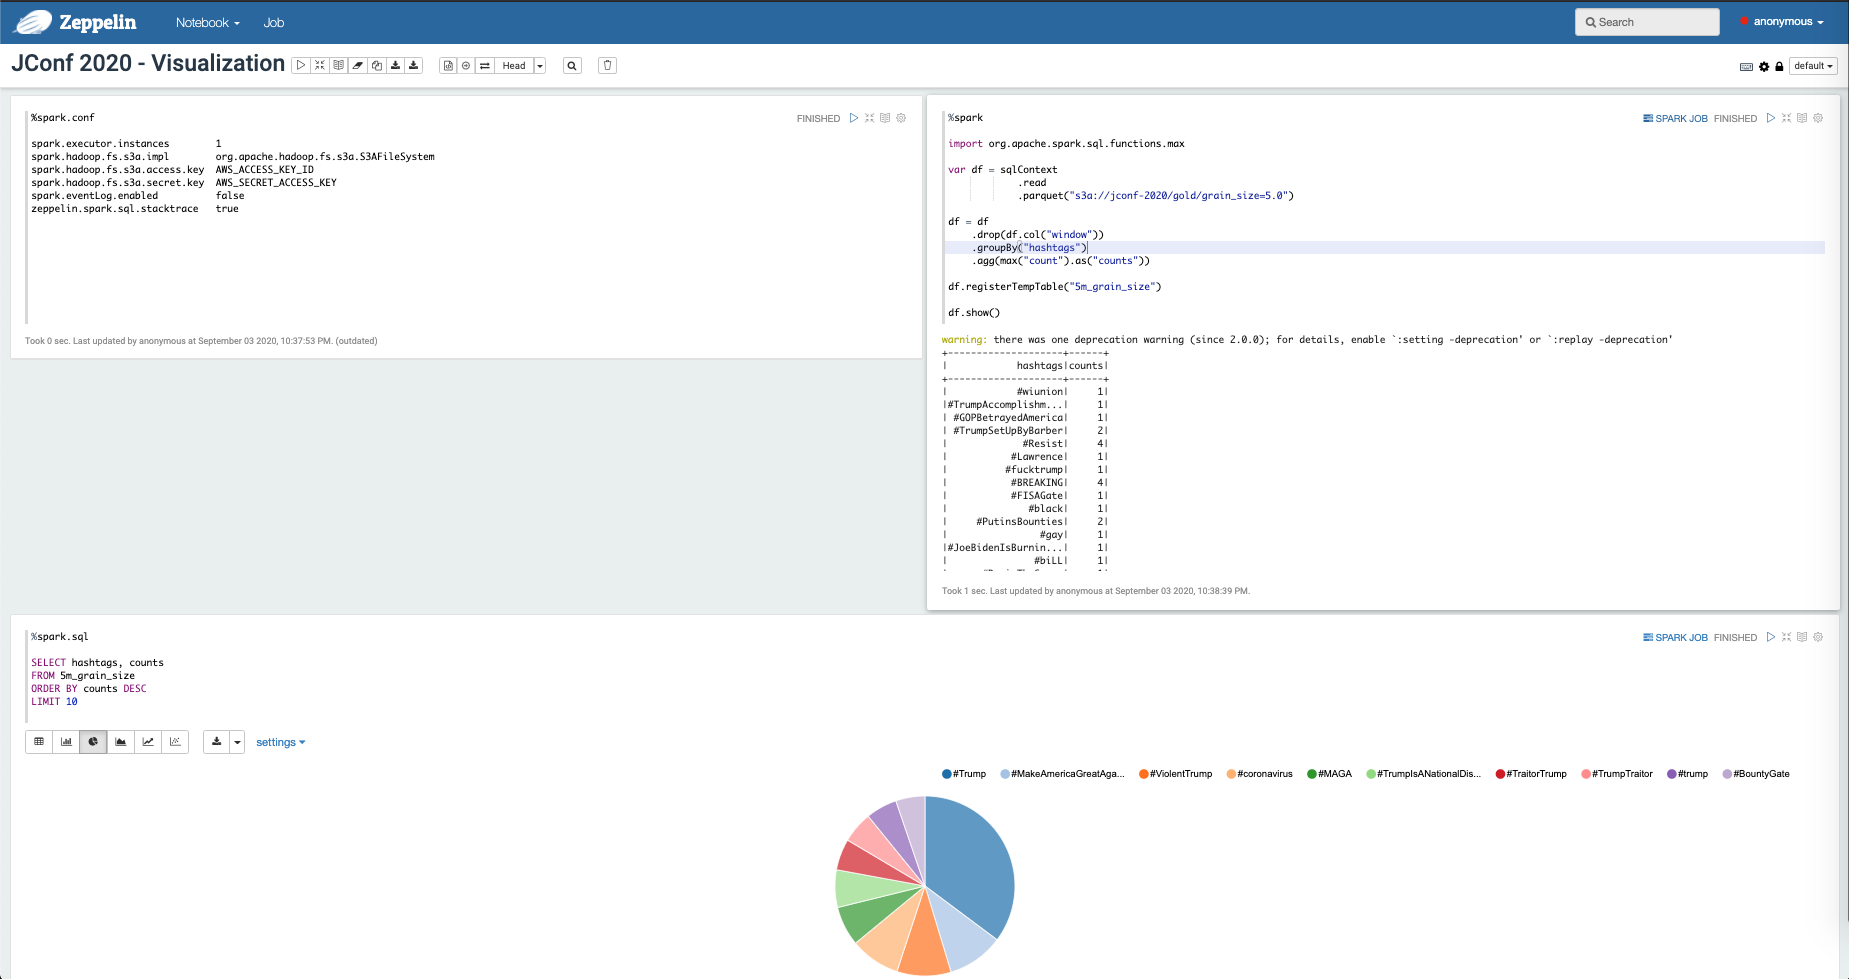 Zeppelin
Notebook
Job
Search
anonymous
JConf 2020 - Visualization
Head
default
%spark.conf
FINISHED
spark.executor.instances 1
spark.hadoop.fs.s3a.impl org.apache.hadoop.fs.s3a.S3AFileSystem
spark.hadoop.fs.s3a.access.key AWS_ACCESS_KEY_ID
spark.hadoop.fs.s3a.secret.key AWS_SECRET_ACCESS_KEY
spark.eventLog.enabled false
zeppelin.spark.sql.stacktrace true
Took 0 sec. Last updated by anonymous at September 03 2020, 10:37:53 PM. (outdated)
%spark
SPARK JOB FINISHED
import org.apache.spark.sql.functions.max
var df = sqlContext
.read
.parquet("s3a://jconf-2020/gold/grain_size=5.0")
df = df
.drop(df.col("window"))
.groupBy("hashtags")
.agg(max("count").as("counts"))
df.registerTempTable("5m_grain_size")
df.show()
warning: there was one deprecation warning (since 2.0.0); for details, enable `:setting -deprecation' or `:replay -deprecation'
+--------------------+------+
|            hashtags|counts|
+--------------------+------+
|            #wiunion|     1|
|#TrumpAccomplishm...|     1|
| #GOPBetrayedAmerica|     1|
| #TrumpSetUpByBarber|     2|
|             #Resist|     4|
|           #Lawrence|     1|
|          #fucktrump|     1|
|           #BREAKING|     4|
|           #FISAGate|     1|
|              #black|     1|
|     #PutinsBounties|     2|
|                #gay|     1|
|#JoeBidenIsBurnin...|     1|
|               #biLL|     1|
Took 1 sec. Last updated by anonymous at September 03 2020, 10:38:39 PM.
%spark.sql
SPARK JOB FINISHED
SELECT hashtags, counts
FROM 5m_grain_size
ORDER BY counts DESC
LIMIT 10
settings
#Trump #MakeAmericaGreatAga... #ViolentTrump #coronavirus #MAGA #TrumpIsANationalDis... #TraitorTrump #TrumpTraitor #trump #BountyGate